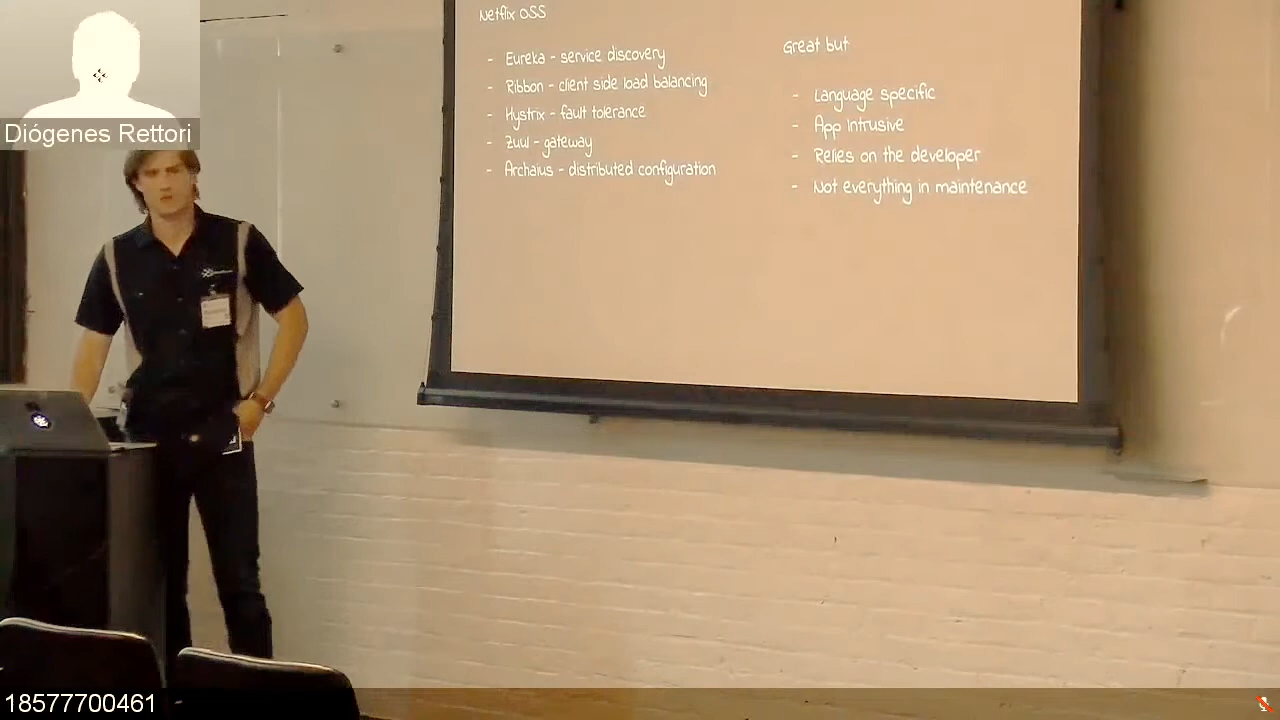 Diógenes Rettori
Netflix OSS
- Eureka - service discovery
- Ribbon - client side load balancing
- Hystrix - fault tolerance
- Zuul - gateway
- Archaius - distributed configuration
Great but
- Language specific
- App Intrusive
- Relies on the developer
- Not everything in maintenance
18577700461